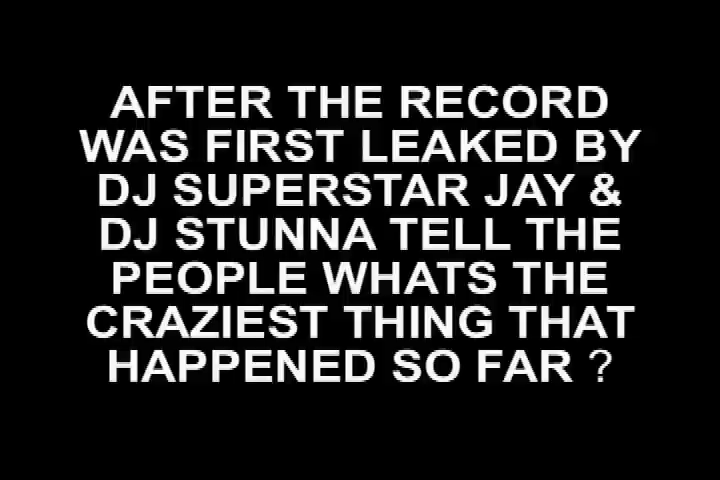 AFTER THE RECORD
WAS FIRST LEAKED BY
DJ SUPERSTAR JAY &
DJ STUNNA TELL THE
PEOPLE WHATS THE
CRAZIEST THING THAT
HAPPENED SO FAR ?